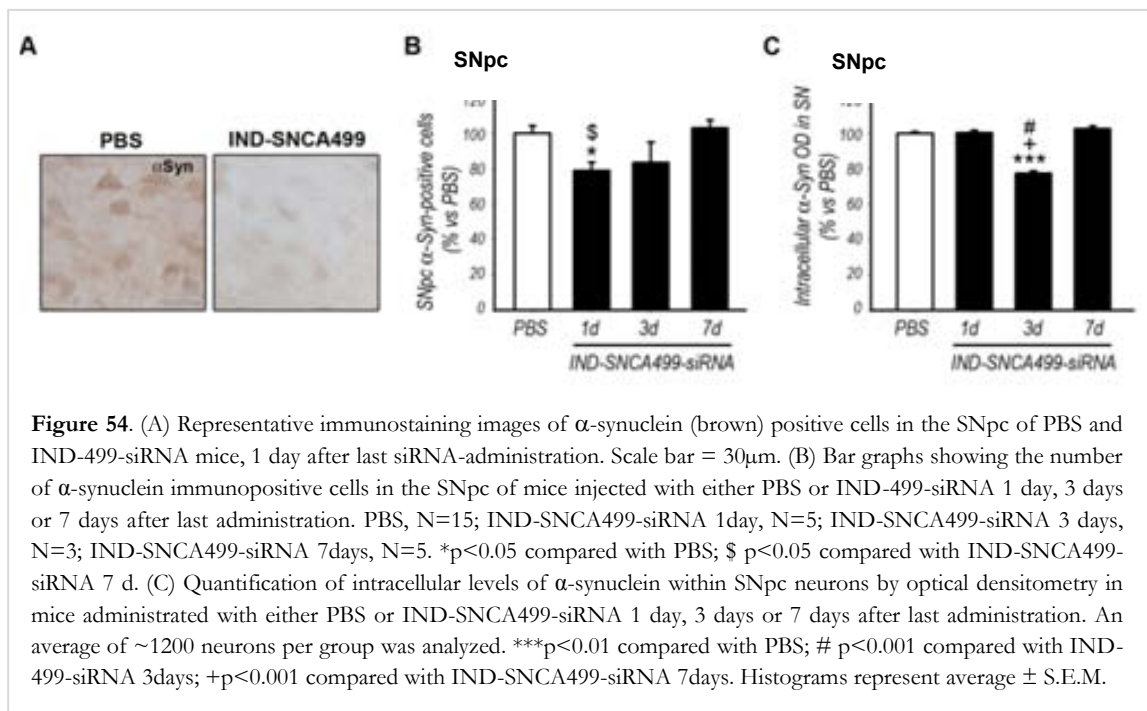 A
B
C
SNpc
SNpc
PBS
IND-SNCA499
αSyn
SNpc α-Syn-positive cells
(% vs PBS)
120
100
80
60
40
20
0
$
*
PBS
1d
3d
7d
IND-SNCA499-siRNA
Intracellular α-Syn OD in SN
(% vs PBS)
120
100
80
60
40
20
0
#
+
***
PBS
1d
3d
7d
IND-SNCA499-siRNA
Figure 54. (A) Representative immunostaining images of α-synuclein (brown) positive cells in the SNpc of PBS and
IND-499-siRNA mice, 1 day after last siRNA-administration. Scale bar = 30μm. (B) Bar graphs showing the number
of α-synuclein immunopositive cells in the SNpc of mice injected with either PBS or IND-499-siRNA 1 day, 3 days
or 7 days after last administration. PBS, N=15; IND-SNCA499-siRNA 1day, N=5; IND-SNCA499-siRNA 3 days,
N=3; IND-SNCA499-siRNA 7days, N=5. *p<0.05 compared with PBS; $ p<0.05 compared with IND-SNCA499-
siRNA 7 d. (C) Quantification of intracellular levels of α-synuclein within SNpc neurons by optical densitometry in
mice administrated with either PBS or IND-SNCA499-siRNA 1 day, 3 days or 7 days after last administration. An
average of ~1200 neurons per group was analyzed. ***p<0.01 compared with PBS; # p<0.001 compared with IND-
499-siRNA 3days; +p<0.001 compared with IND-SNCA499-siRNA 7days. Histograms represent average ± S.E.M.